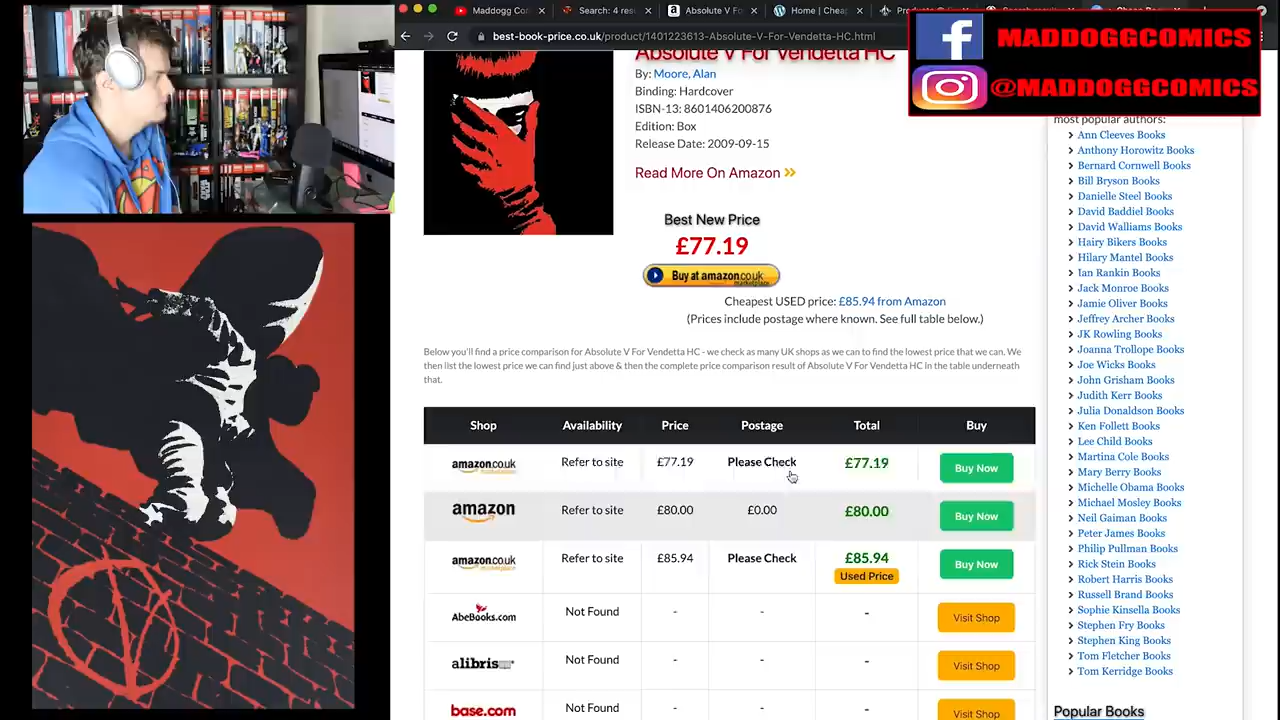 Maddogg Co
Search
Absolute V Fo
Home | Che
best-book-price.co.uk/product/1401223613-Absolute-V-For-Vendetta-HC.html
MADDOGGCOMICS
@MADDOGGCOMICS
Absolute V For Vendetta HC
By: Moore, Alan
Binding: Hardcover
ISBN-13: 8601406200876
Edition: Box
Release Date: 2009-09-15
Read More On Amazon
Best New Price
£77.19
Buy at amazon.co.uk
marketplace
Cheapest USED price: £85.94 from Amazon
(Prices include postage where known. See full table below.)
Below you'll find a price comparison for Absolute V For Vendetta HC - we check as many UK shops as we can to find the lowest price that we can. We
then list the lowest price we can find just above & then the complete price comparison result of Absolute V For Vendetta HC In the table underneath
that.
Shop Availability Price Postage Total Buy
amazon.co.uk Refer to site £77.19 Please Check £77.19 Buy Now
amazon Refer to site £80.00 £0.00 £80.00 Buy Now
amazon.co.uk Refer to site £85.94 Please Check £85.94 Buy Now
Used Price
AbeBooks.com Not Found - - - Visit Shop
alibris Not Found - - - Visit Shop
base.com Not Found - - - Visit Shop
most popular authors:
Ann Cleeves Books
Anthony Horowitz Books
Bernard Cornwell Books
Bill Bryson Books
Danielle Steel Books
David Baddiel Books
David Walliams Books
Hairy Bikers Books
Hilary Mantel Books
Ian Rankin Books
Jack Monroe Books
Jamie Oliver Books
Jeffrey Archer Books
JK Rowling Books
Joanna Trollope Books
Joe Wicks Books
John Grisham Books
Judith Kerr Books
Julia Donaldson Books
Ken Follett Books
Lee Child Books
Martina Cole Books
Mary Berry Books
Michelle Obama Books
Michael Mosley Books
Neil Gaiman Books
Peter James Books
Philip Pullman Books
Rick Stein Books
Robert Harris Books
Russell Brand Books
Sophie Kinsella Books
Stephen Fry Books
Stephen King Books
Tom Fletcher Books
Tom Kerridge Books
Popular Books